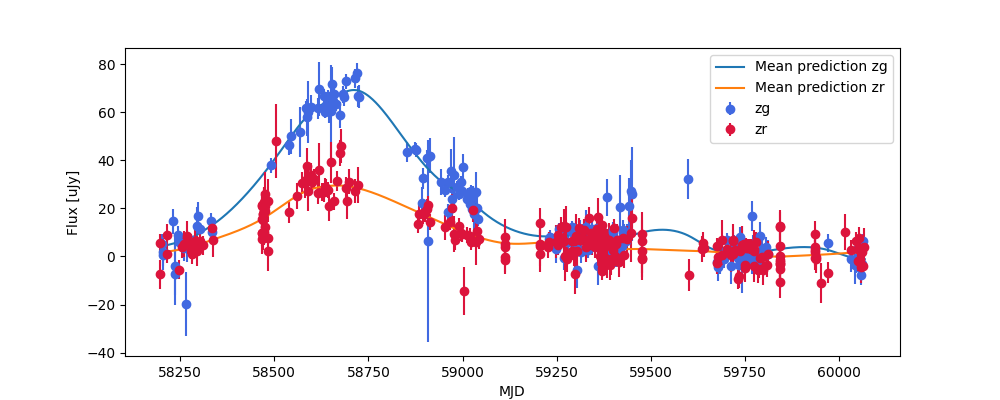 80
60
40
20
0
−20
−40
Flux [uJy]
58250
58500
58750
59000
59250
59500
59750
60000
MJD
Mean prediction zg
Mean prediction zr
zg
zr